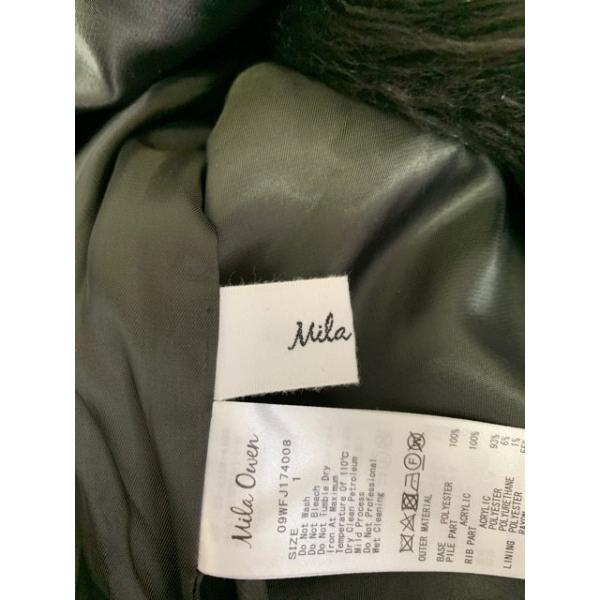 Mila
Mila Owen
09WFJ174008
SIZE 1
Do Not Wash
Do Not Bleach
Do Not Tumble Dry
Iron At Maximum
Temperature Of 110℃
Dry Clean Petroleum
Mild Process
Do Not Professional
Wet Cleaning
OUTER MATERIAL
BASE POLYESTER 100%
PILE PART ACRYLIC 100%
RIB PART ACRYLIC 93%
POLYESTER 6%
POLYURETHANE 1%
LINING POLYESTER
RAYON